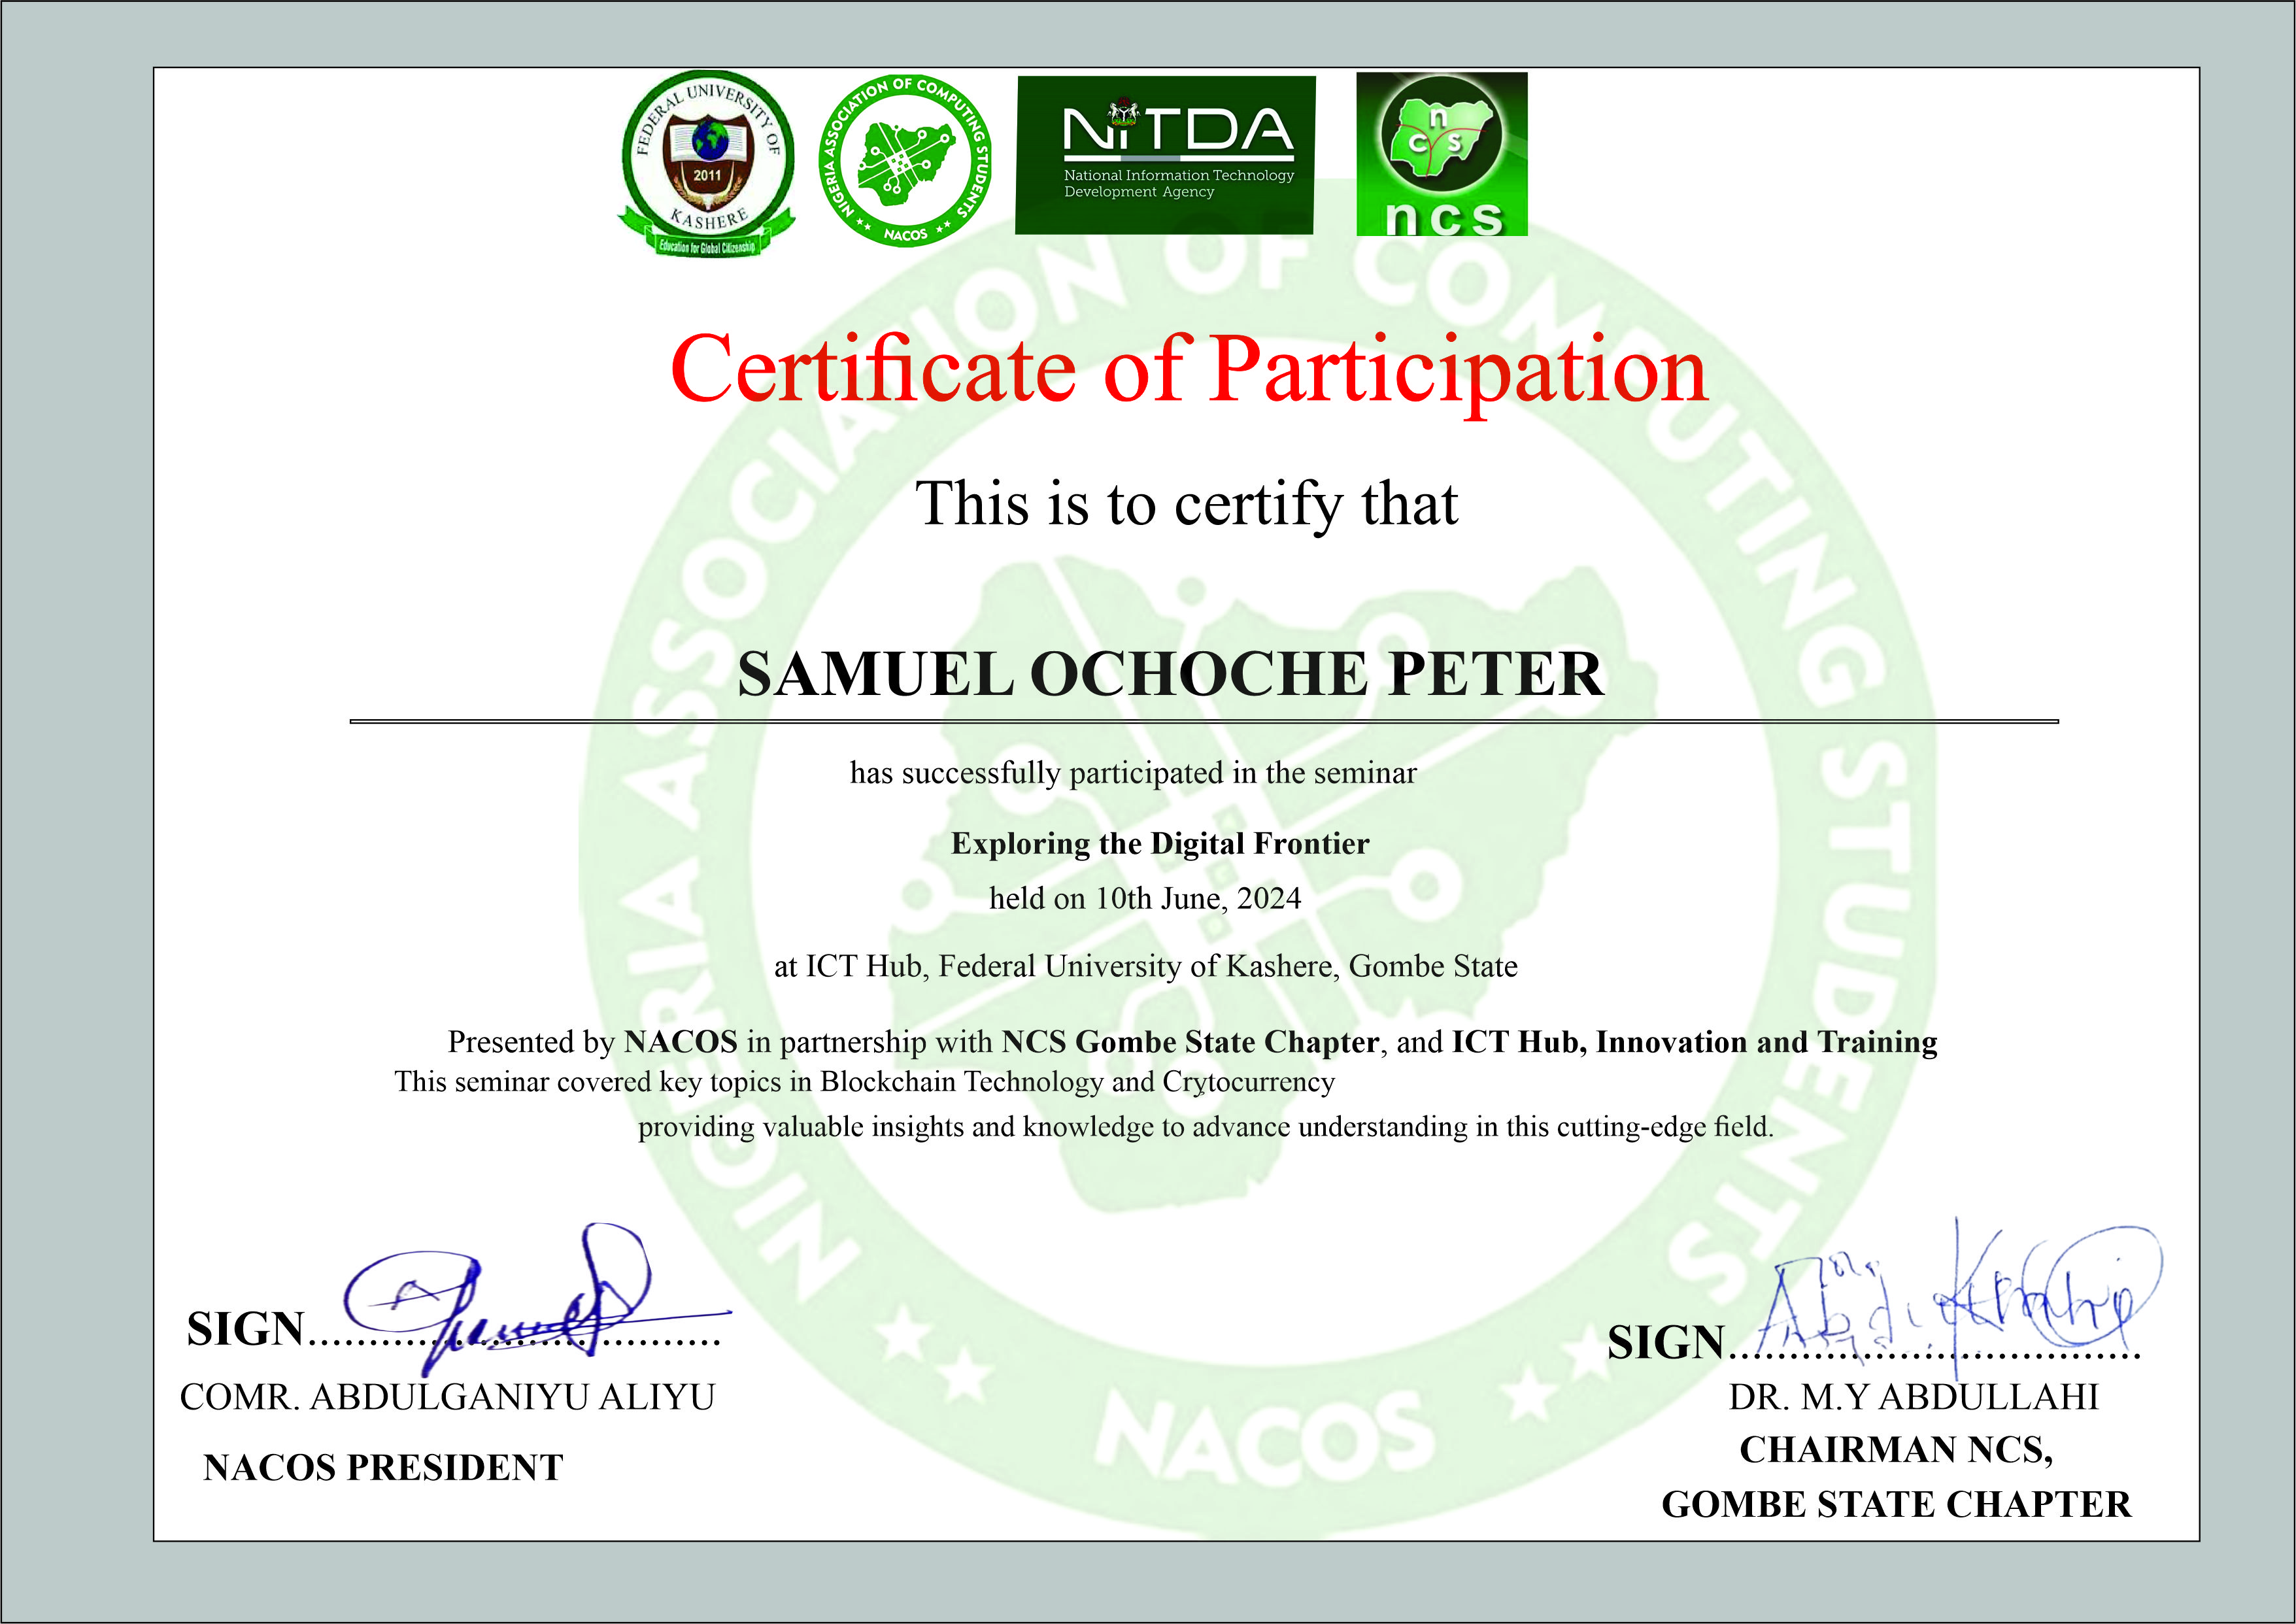 FEDERAL UNIVERSITY OF
2011
KASHERE
Education for Global Citizenship
NIGERIA ASSOCIATION OF COMPUTING STUDENTS
NACOS
NiTDA
National Information Technology
Development Agency
n
c s
ncs
Certificate of Participation
This is to certify that
SAMUEL OCHOCHE PETER
has successfully participated in the seminar
Exploring the Digital Frontier
held on 10th June, 2024
at ICT Hub, Federal University of Kashere, Gombe State
Presented by NACOS in partnership with NCS Gombe State Chapter, and ICT Hub, Innovation and Training
This seminar covered key topics in Blockchain Technology and Crytocurrency
providing valuable insights and knowledge to advance understanding in this cutting-edge field.
NIGERIA ASSOCIATION OF COMPUTING STUDENTS
NACOS
SIGN..................................
COMR. ABDULGANIYU ALIYU
NACOS PRESIDENT
SIGN..................................
DR. M.Y ABDULLAHI
CHAIRMAN NCS,
GOMBE STATE CHAPTER